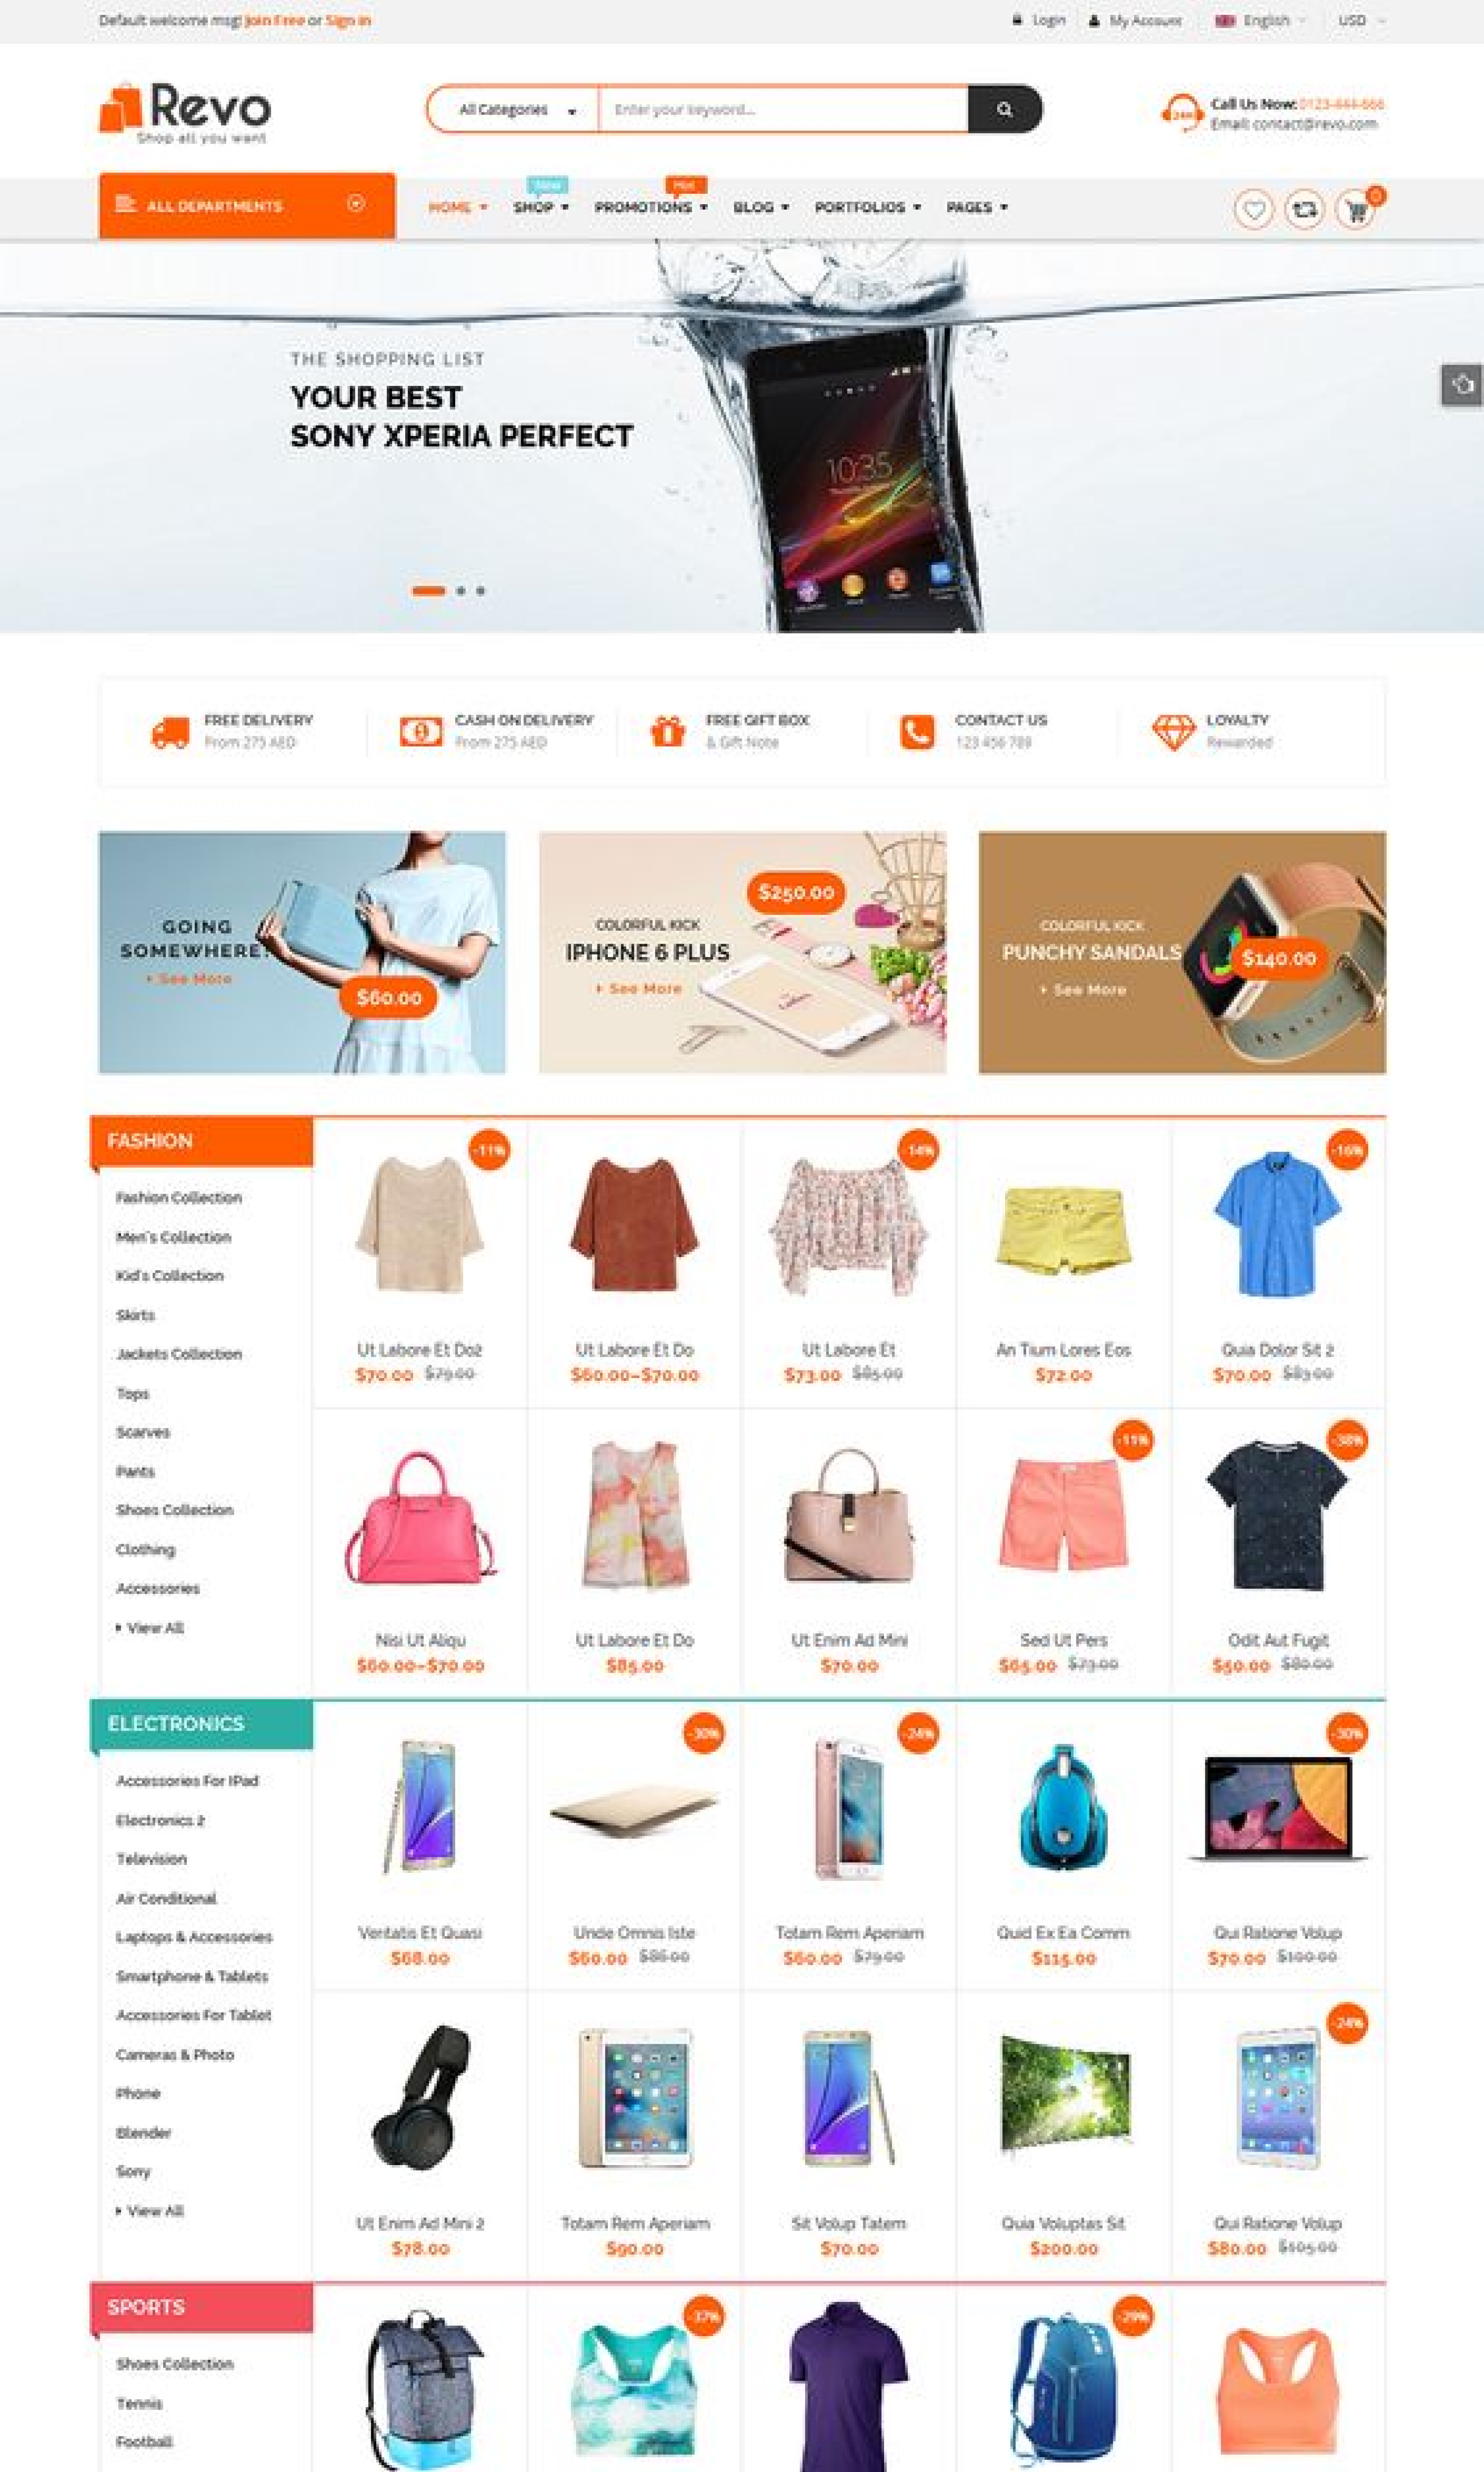 Default welcome msg! Join Free or Sign in
Login
My Account
English
USD
Revo
Shop all you want
All Categories
Enter your keyword...
24H
Call Us Now: 0123-444-666
Email: contact@revo.com
ALL DEPARTMENTS
New
Hot
HOME
SHOP
PROMOTIONS
BLOG
PORTFOLIOS
PAGES
0
THE SHOPPING LIST
YOUR BEST
SONY XPERIA PERFECT
10:35
FREE DELIVERY
From 275 AED
CASH ON DELIVERY
From 275 AED
FREE GIFT BOX
& Gift Note
CONTACT US
123 456 789
LOYALTY
Rewarded
GOING
SOMEWHERE?
See More
$60.00
$250.00
COLORFUL KICK
IPHONE 6 PLUS
See More
COLORFUL KICK
PUNCHY SANDALS
See More
$140.00
FASHION
Fashion Collection
Men's Collection
Kid's Collection
Skirts
Jackets Collection
Tops
Scarves
Pants
Shoes Collection
Clothing
Accessories
View All
-11%
-14%
-16%
Ut Labore Et Do2
$70.00 $79.00
Ut Labore Et Do
$60.00–$70.00
Ut Labore Et
$73.00 $85.00
An Tium Lores Eos
$72.00
Quia Dolor Sit 2
$70.00 $83.00
-11%
-38%
Nisi Ut Aliqu
$60.00–$70.00
Ut Labore Et Do
$85.00
Ut Enim Ad Mini
$70.00
Sed Ut Pers
$65.00 $73.00
Odit Aut Fugit
$50.00 $80.00
ELECTRONICS
Accessories For IPad
Electronics 2
Television
Air Conditional
Laptops & Accessories
Smartphone & Tablets
Accessories For Tablet
Cameras & Photo
Phone
Blender
Sony
View All
-30%
-24%
-30%
Veritatis Et Quasi
$68.00
Unde Omnis Iste
$60.00 $86.00
Totam Rem Aperiam
$60.00 $79.00
Quid Ex Ea Comm
$115.00
Qui Ratione Volup
$70.00 $100.00
-24%
Ut Enim Ad Mini 2
$78.00
Totam Rem Aperiam
$90.00
Sit Volup Tatem
$70.00
Quia Voluptas Sit
$200.00
Qui Ratione Volup
$80.00 $105.00
SPORTS
Shoes Collection
Tennis
Football
-37%
-29%